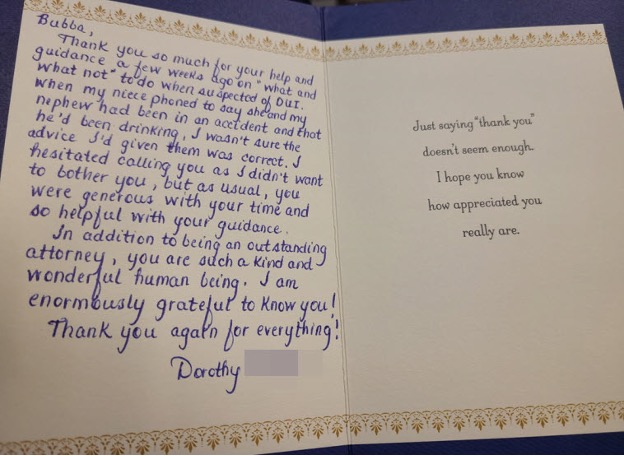 Bubba,
Thank you so much for your help and
guidance a few weeks ago on "what and
what not" to do when suspected of DUI.
When my niece phoned to say she and my
nephew had been in an accident and that
he'd been drinking, I wasn't sure the
advice I'd given them was correct. I
hesitated calling you as I didn't want
to bother you, but as usual, you
were generous with your time and
so helpful with your guidance.
In addition to being an outstanding
attorney, you are such a kind and
wonderful human being. I am
enormously grateful to know you!
Thank you again for everything!
Dorothy
Just saying "thank you"
doesn't seem enough.
I hope you know
how appreciated you
really are.